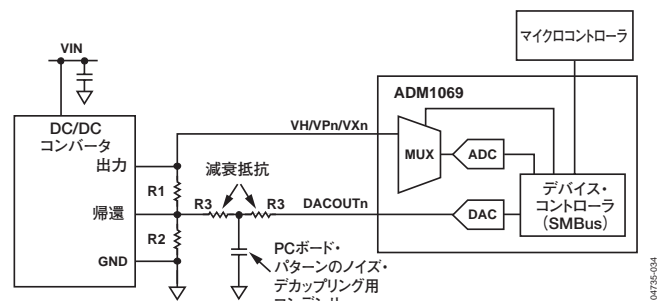 VIN
マイクロコントローラ
ADM1069
DC/DC
コンバータ
出力
VH/VPn/VXn
MUX
ADC
減衰抵抗
R1
R3
R3
DACOUTn
帰還
DAC
デバイス・
コントローラ
(SMBus)
R2
GND
PCボード・
パターンのノイズ・
デカップリング用
04735-034